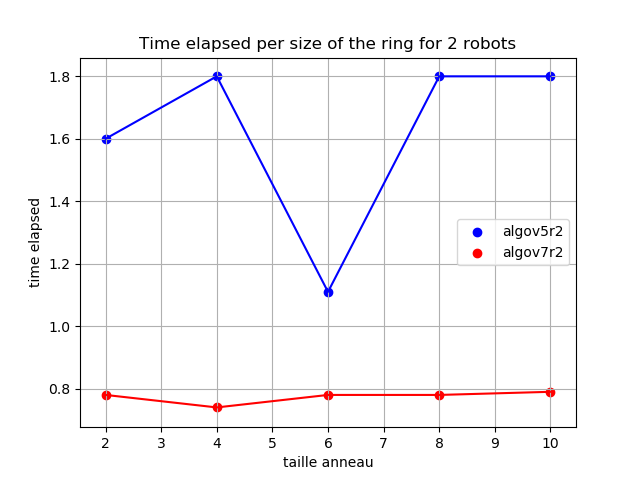 Time elapsed per size of the ring for 2 robots
1.8
1.6
1.4
1.2
1.0
0.8
time elapsed
algov5r2
algov7r2
2 3 4 5 6 7 8 9 10
taille anneau